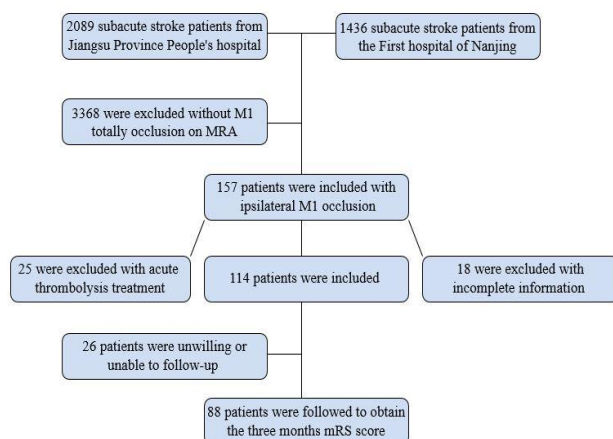 2089 subacute stroke patients from
Jiangsu Province People's hospital
1436 subacute stroke patients from
the First hospital of Nanjing
3368 were excluded without M1
totally occlusion on MRA
157 patients were included with
ipsilateral M1 occlusion
25 were excluded with acute
thrombolysis treatment
114 patients were included
18 were excluded with
incomplete information
26 patients were unwilling or
unable to follow-up
88 patients were followed to obtain
the three months mRS score